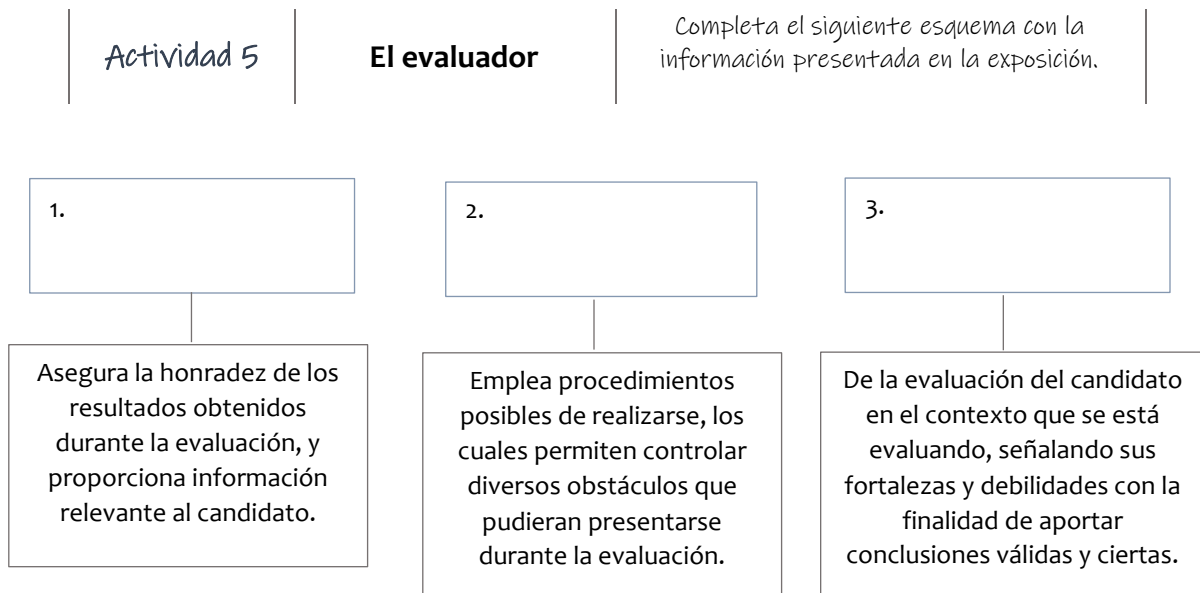 Actividad 5
El evaluador
Completa el siguiente esquema con la
información presentada en la exposición.
1.
2.
3.
Asegura la honradez de los
resultados obtenidos
durante la evaluación, y
proporciona información
relevante al candidato.
Emplea procedimientos
posibles de realizarse, los
cuales permiten controlar
diversos obstáculos que
pudieran presentarse
durante la evaluación.
De la evaluación del candidato
en el contexto que se está
evaluando, señalando sus
fortalezas y debilidades con la
finalidad de aportar
conclusiones válidas y ciertas.